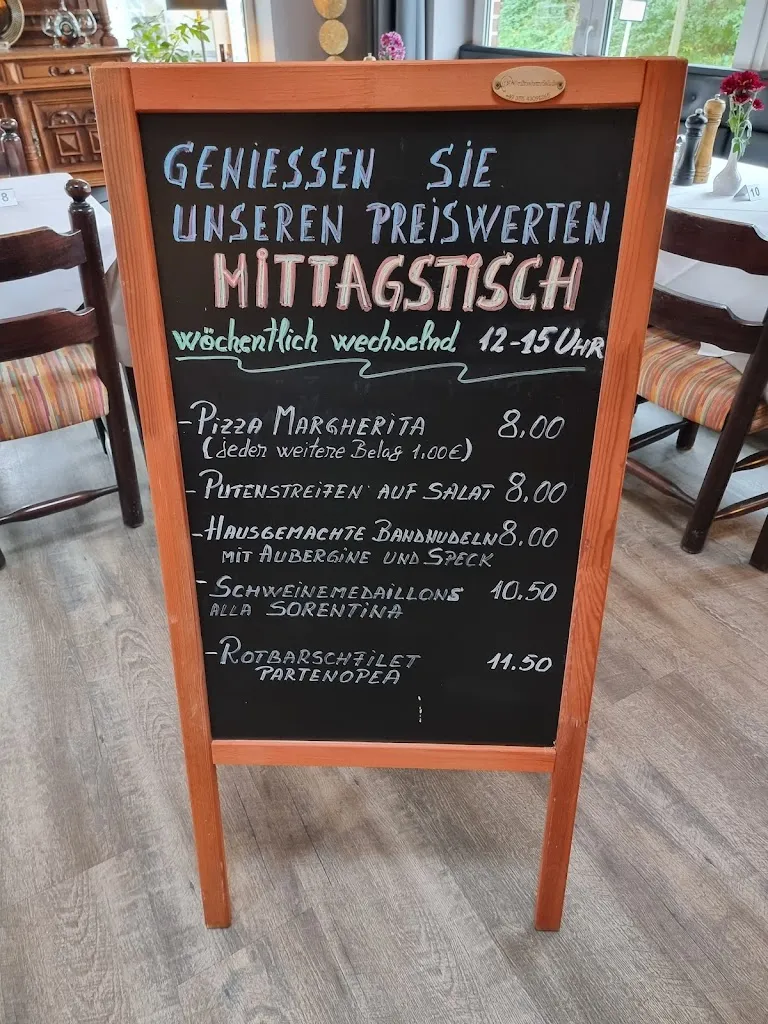 GENIESSEN SIE
UNSEREN PREISWERTEN
MITTAGSTISCH
wöchentlich wechselnd 12-15 UHR
- PIZZA MARGHERITA 8,00
(jeder weitere Belag 1,00€)
- PUTENSTREIFEN AUF SALAT 8,00
- HAUSGEMACHTE BANDNUDELN 8,00
MIT AUBERGINE UND SPECK
- SCHWEINEMEDAILLONS 10.50
ALLA SORENTINA
- ROTBARSCHFILET 11.50
PARTENOPEA
8
10